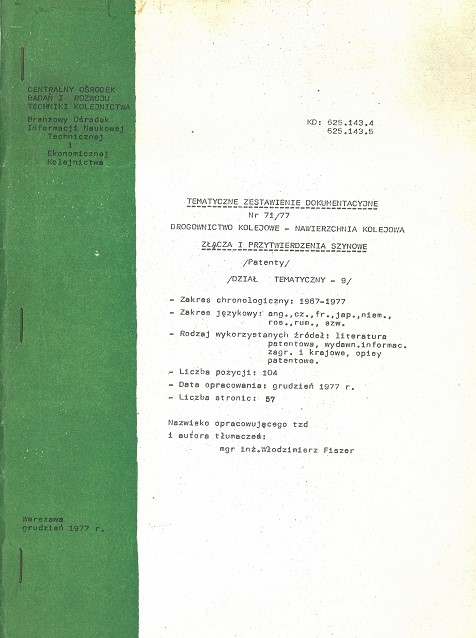 CENTRALNY OŚRODEK
BADAŃ I ROZWOJU
TECHNIKI KOLEJNICTWA
Branżowy Ośrodek
Informacji Naukowej
Technicznej
i
Ekonomicznej
Kolejnictwa
KD: 625.143.4
625.143.5
TEMATYCZNE ZESTAWIENIE DOKUMENTACYJNE
Nr 71/77
DROGOWNICTWO KOLEJOWE - NAWIERZCHNIA KOLEJOWA
ZŁĄCZA I PRZYTWIERDZENIA SZYNOWE
/Patenty/
/DZIAŁ TEMATYCZNY - 9/
- Zakres chronologiczny: 1967-1977
- Zakres językowy: ang.,cz.,fr.,jap.,niem.,
ros.,rum., szw.
- Rodzaj wykorzystanych źródeł: literatura
patentowa, wydawn.informac.
zagr. i krajowe, opisy
patentowe.
- Liczba pozycji: 104
- Data opracowania: grudzień 1977 r.
- Liczba stronic: 57
Nazwisko opracowującego tzd
i autora tłumaczeń:
mgr inż.Włodzimierz Fiszer
Warszawa
grudzień 1977 r.